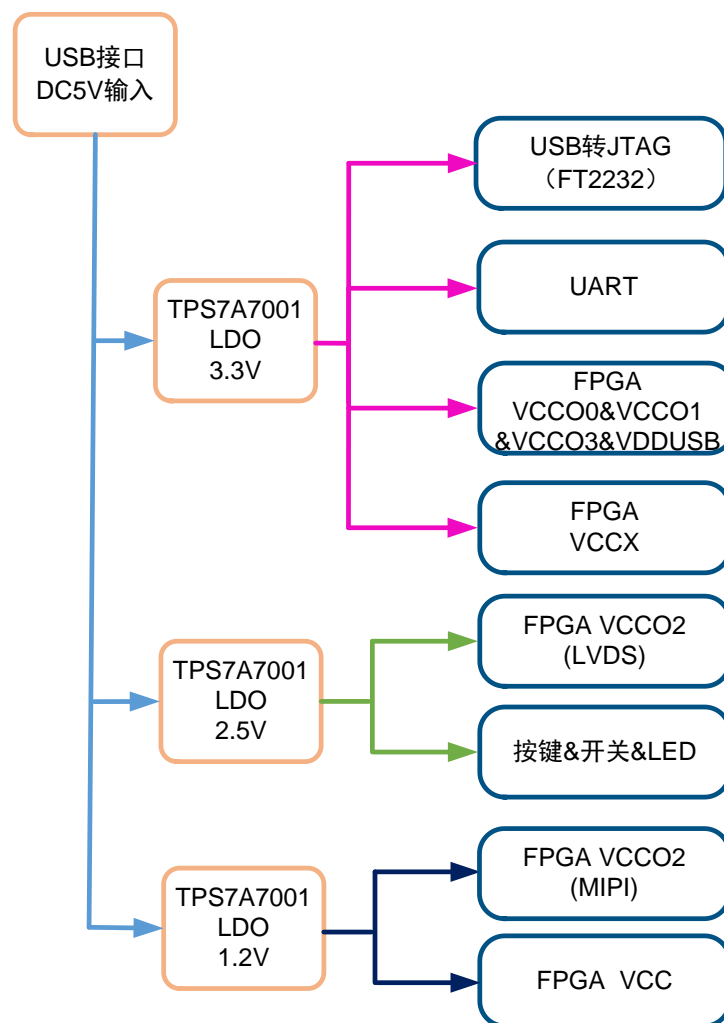 USB接口
DC5V输入
USB转JTAG
（FT2232）
TPS7A7001
LDO
3.3V
UART
FPGA
VCCO0&VCCO1
&VCCO3&VDDUSB
FPGA
VCCX
TPS7A7001
LDO
2.5V
FPGA VCCO2
(LVDS)
按键&开关&LED
TPS7A7001
LDO
1.2V
FPGA VCCO2
(MIPI)
FPGA VCC